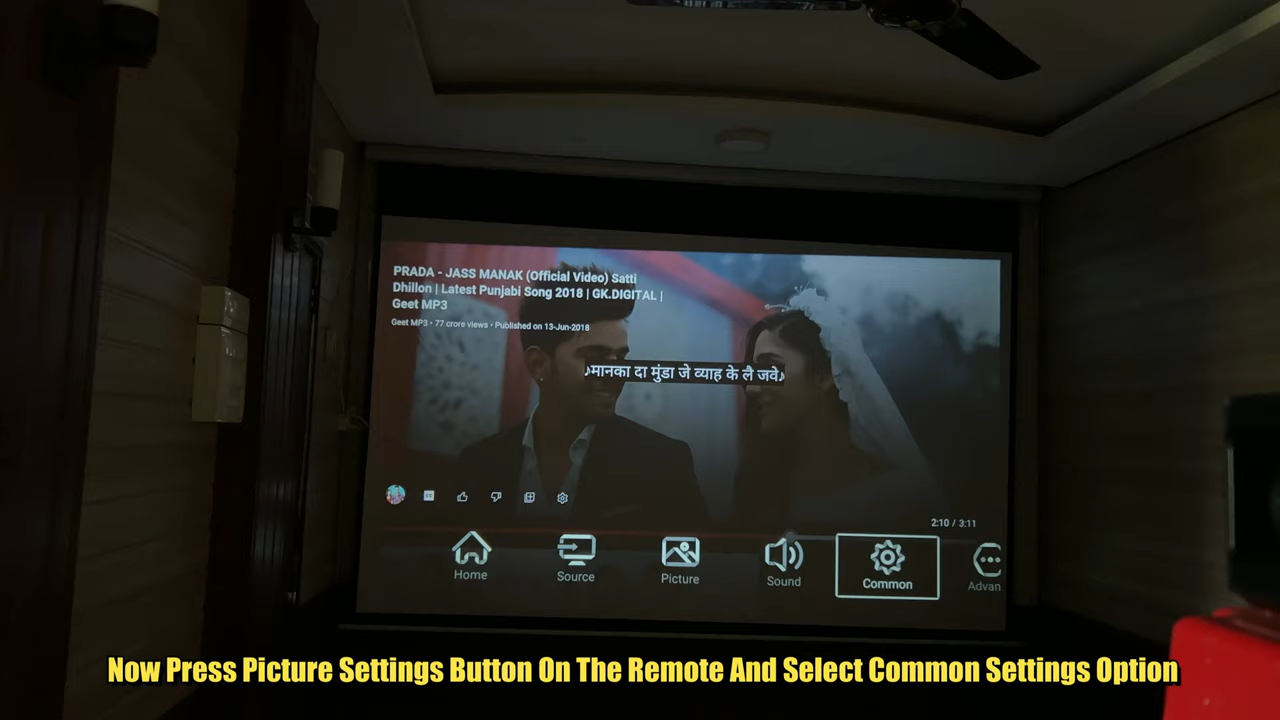 PRADA - JASS MANAK (Official Video) Satti
Dhillon | Latest Punjabi Song 2018 | GK.DIGITAL |
Geet MP3
Geet MP3 • 77 crore views • Published on 13-Jun-2018
♪मानका दा मुंडा जे व्याह के लै जवे♪
CC
2:10 / 3:11
Home
Source
Picture
Sound
Common
Advan
Now Press Picture Settings Button On The Remote And Select Common Settings Option